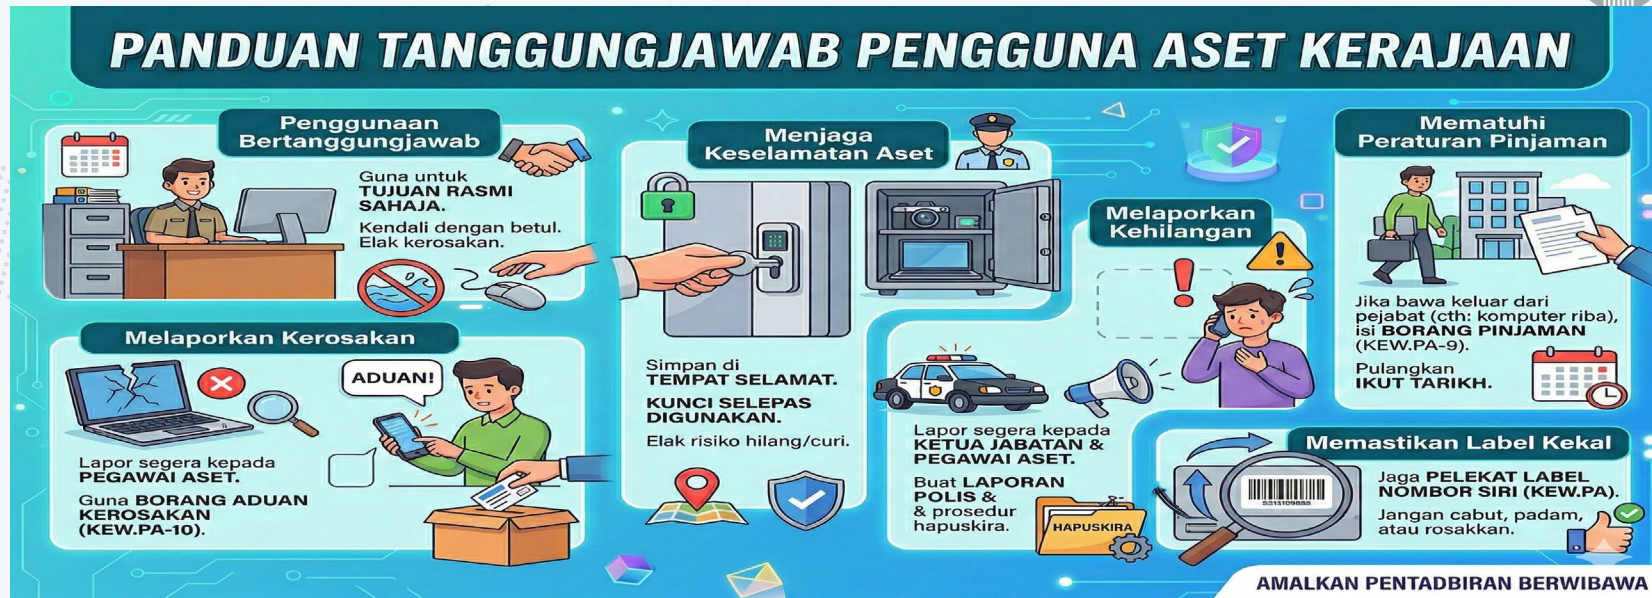 PANDUAN TANGGUNGJAWAB PENGGUNA ASET KERAJAAN
Penggunaan
Bertanggungjawab
Guna untuk
TUJUAN RASMI
SAHAJA.
Kendali dengan betul.
Elak kerosakan.
Melaporkan Kerosakan
ADUAN!
Lapor segera kepada
PEGAWAI ASET.
Guna BORANG ADUAN
KEROSAKAN
(KEW.PA-10).
Menjaga
Keselamatan Aset
Simpan di
TEMPAT SELAMAT.
KUNCI SELEPAS
DIGUNAKAN.
Elak risiko hilang/curi.
Melaporkan
Kehilangan
Lapor segera kepada
KETUA JABATAN &
PEGAWAI ASET.
Buat LAPORAN
POLIS &
& prosedur
hapuskira.
HAPUSKIRA
Mematuhi
Peraturan Pinjaman
Jika bawa keluar dari
pejabat (cth: komputer riba),
isi BORANG PINJAMAN
(KEW.PA-9).
Pulangkan
IKUT TARIKH.
Memastikan Label Kekal
Jaga PELEKAT LABEL
NOMBOR SIRI (KEW.PA).
Jangan cabut, padam,
atau rosakkan.
AMALKAN PENTADBIRAN BERWIBAWA